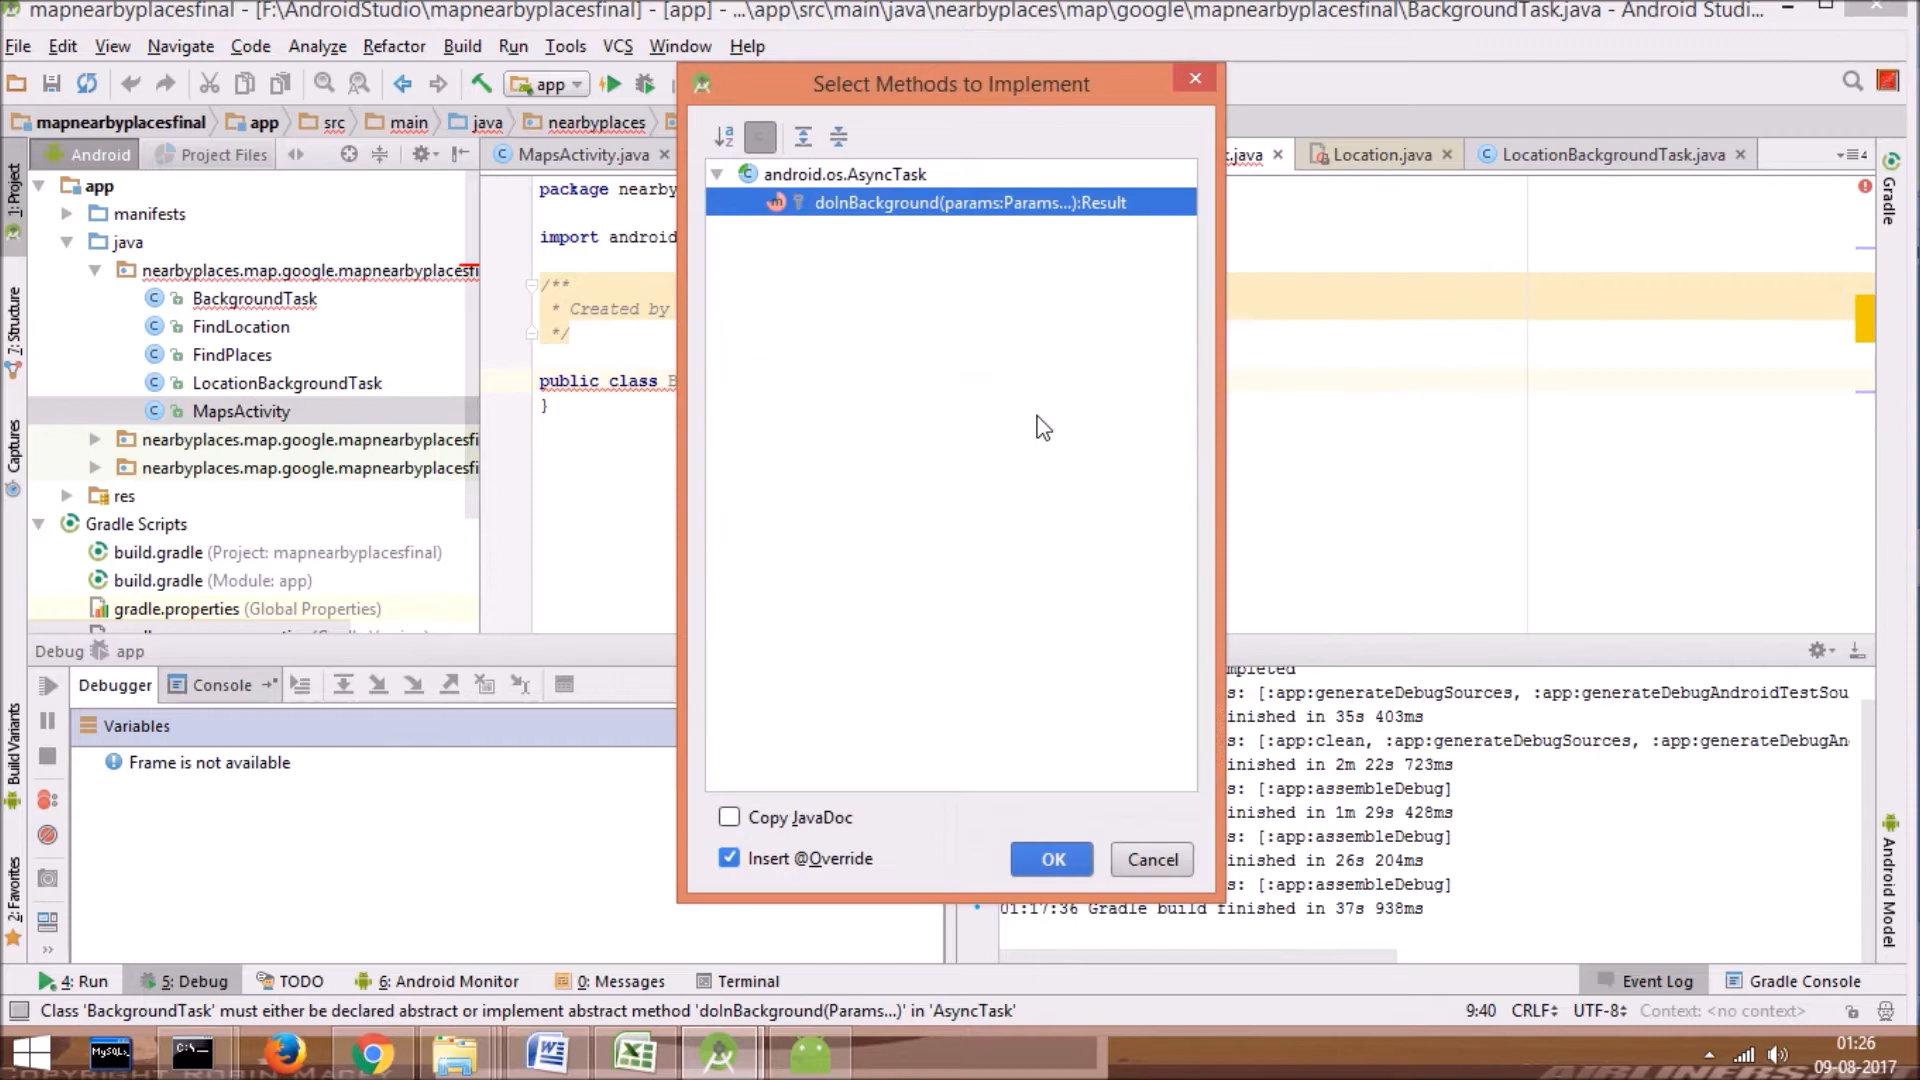 mapnearbyplacesfinal - [F:\AndroidStudio\mapnearbyplacesfinal] - [app] - ...\app\src\main\java\nearbyplaces\map\google\mapnearbyplacesfinal\BackgroundTask.java - Android Studi...
File Edit View Navigate Code Analyze Refactor Build Run Tools VCS Window Help
app
mapnearbyplacesfinal app src main java nearbyplaces
Android Project Files
MapsActivity.java
.java
Location.java
LocationBackgroundTask.java
4
1: Project
7: Structure
Captures
Build Variants
2: Favorites
app
manifests
java
nearbyplaces.map.google.mapnearbyplacesfi
BackgroundTask
FindLocation
FindPlaces
LocationBackgroundTask
MapsActivity
nearbyplaces.map.google.mapnearbyplacesfi
nearbyplaces.map.google.mapnearbyplacesfi
res
Gradle Scripts
build.gradle (Project: mapnearbyplacesfinal)
build.gradle (Module: app)
gradle.properties (Global Properties)
package nearby
import android
/**
* Created by
*/
public class B
}
Select Methods to Implement
android.os.AsyncTask
doInBackground(params:Params...):Result
Copy JavaDoc
Insert @Override
OK
Cancel
Gradle
Android Model
Debug app
Debugger Console
Variables
Frame is not available
mpleted
s: [:app:generateDebugSources, :app:generateDebugAndroidTestSou
inished in 35s 403ms
s: [:app:clean, :app:generateDebugSources, :app:generateDebugAn
inished in 2m 22s 723ms
s: [:app:assembleDebug]
inished in 1m 29s 428ms
s: [:app:assembleDebug]
inished in 26s 204ms
s: [:app:assembleDebug]
01:17:36 Gradle build finished in 37s 938ms
4: Run 5: Debug TODO 6: Android Monitor 0: Messages Terminal Event Log Gradle Console
Class 'BackgroundTask' must either be declared abstract or implement abstract method 'doInBackground(Params...)' in 'AsyncTask'
9:40 CRLF UTF-8 Context: <no context>
MySQL
C:\
01:26
09-08-2017
COPYRIGHT ROBIN
AIRLINERS